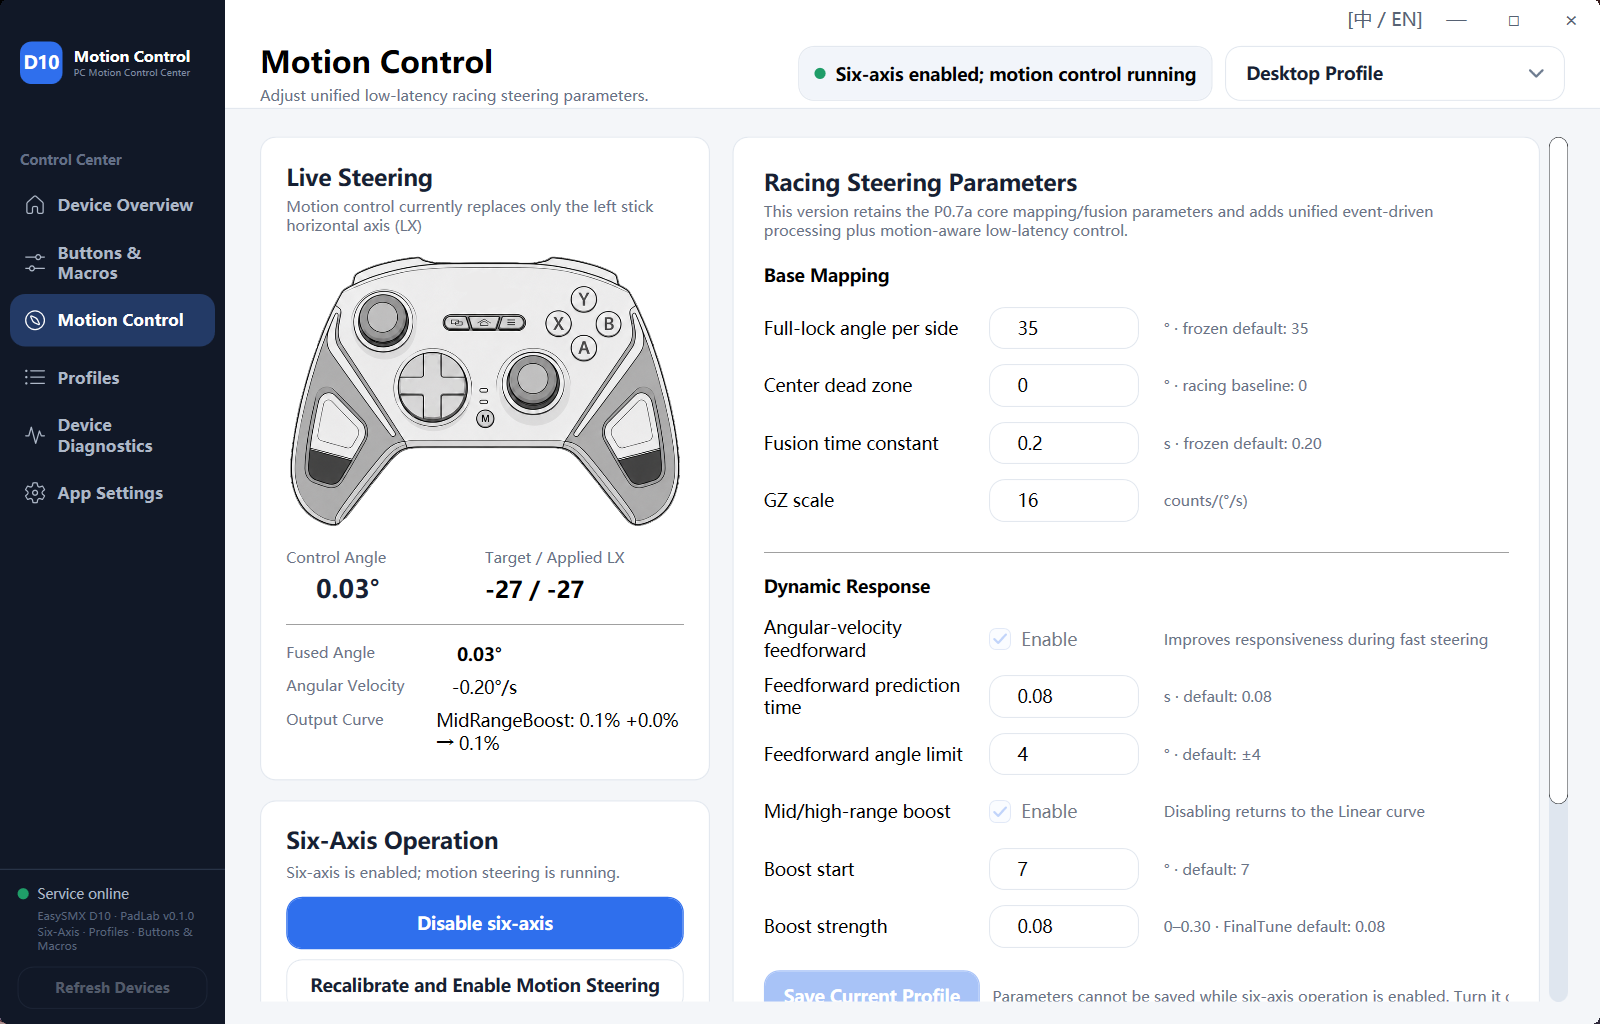 [中 / EN]
D10
Motion Control
PC Motion Control Center
Control Center
Device Overview
Buttons &
Macros
Motion Control
Profiles
Device
Diagnostics
App Settings
Service online
EasySMX D10 · PadLab v0.1.0
Six-Axis · Profiles · Buttons &
Macros
Refresh Devices
Motion Control
Adjust unified low-latency racing steering parameters.
Six-axis enabled; motion control running
Desktop Profile
Live Steering
Motion control currently replaces only the left stick
horizontal axis (LX)
Y
X
B
A
M
Control Angle
0.03°
Target / Applied LX
-27 / -27
Fused Angle
0.03°
Angular Velocity
-0.20°/s
Output Curve
MidRangeBoost: 0.1% +0.0%
→ 0.1%
Six-Axis Operation
Six-axis is enabled; motion steering is running.
Disable six-axis
Recalibrate and Enable Motion Steering
Racing Steering Parameters
This version retains the P0.7a core mapping/fusion parameters and adds unified event-driven
processing plus motion-aware low-latency control.
Base Mapping
Full-lock angle per side
35
° · frozen default: 35
Center dead zone
0
° · racing baseline: 0
Fusion time constant
0.2
s · frozen default: 0.20
GZ scale
16
counts/(°/s)
Dynamic Response
Angular-velocity
feedforward
Enable
Improves responsiveness during fast steering
Feedforward prediction
time
0.08
s · default: 0.08
Feedforward angle limit
4
° · default: ±4
Mid/high-range boost
Enable
Disabling returns to the Linear curve
Boost start
7
° · default: 7
Boost strength
0.08
0–0.30 · FinalTune default: 0.08
Save Current Profile
Parameters cannot be saved while six-axis operation is enabled. Turn it